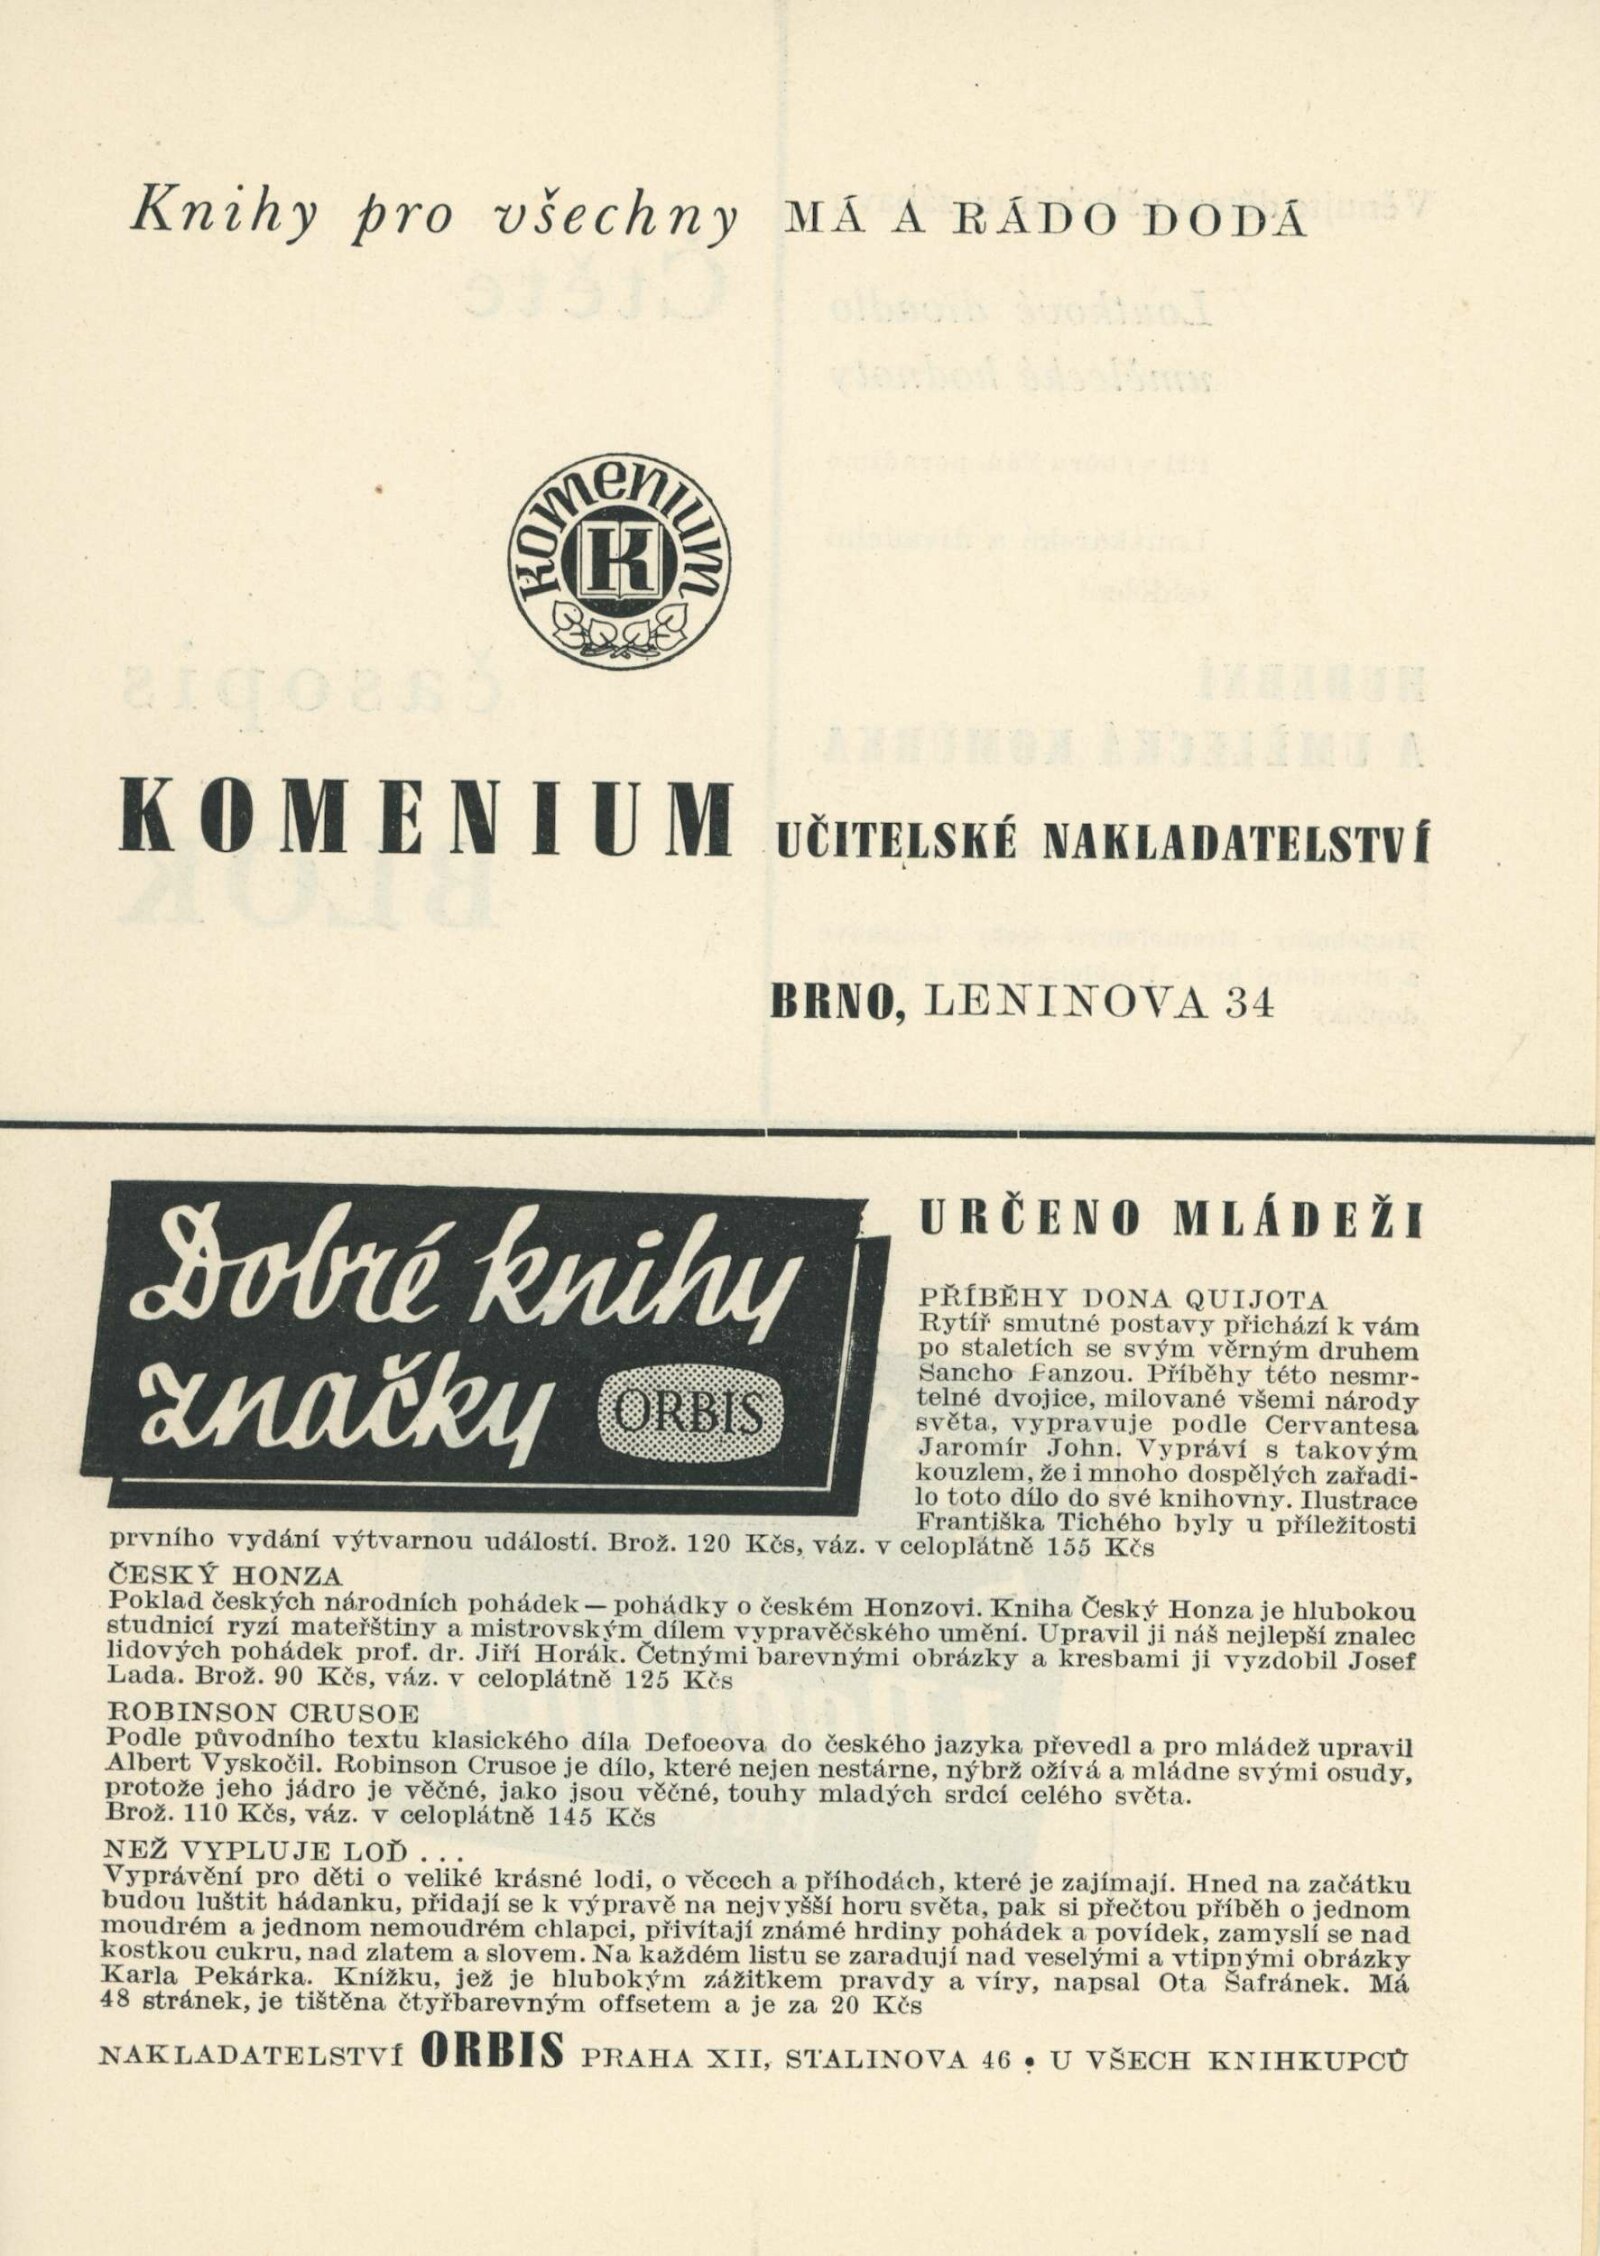 Knihy pro všechny MÁ A RÁDO DODÁ
Komenium
K
KOMENIUM UČITELSKÉ NAKLADATELSTVÍ
BRNO, LENINOVA 34
Dobré knihy
značky ORBIS
URČENO MLÁDEŽI
PŘÍBĚHY DONA QUIJOTA
Rytíř smutné postavy přichází k vám
po staletích se svým věrným druhem
Sancho Panzou. Příběhy této nesmr-
telné dvojice, milované všemi národy
světa, vypravuje podle Cervantesa
Jaromír John. Vypráví s takovým
kouzlem, že i mnoho dospělých zařadi-
lo toto dílo do své knihovny. Ilustrace
Františka Tichého byly u příležitosti
prvního vydání výtvarnou událostí. Brož. 120 Kčs, váz. v celoplátně 155 Kčs
ČESKÝ HONZA
Poklad českých národních pohádek — pohádky o českém Honzovi. Kniha Český Honza je hlubokou
studnicí ryzí mateřštiny a mistrovským dílem vypravěčského umění. Upravil ji náš nejlepší znalec
lidových pohádek prof. dr. Jiří Horák. Četnými barevnými obrázky a kresbami ji vyzdobil Josef
Lada. Brož. 90 Kčs, váz. v celoplátně 125 Kčs
ROBINSON CRUSOE
Podle původního textu klasického díla Defoeova do českého jazyka převedl a pro mládež upravil
Albert Vyskočil. Robinson Crusoe je dílo, které nejen nestárne, nýbrž ožívá a mládne svými osudy,
protože jeho jádro je věčné, jako jsou věčné, touhy mladých srdcí celého světa.
Brož. 110 Kčs, váz. v celoplátně 145 Kčs
NEŽ VYPLUJE LOĎ . . .
Vyprávění pro děti o veliké krásné lodi, o věcech a příhodách, které je zajímají. Hned na začátku
budou luštit hádanku, přidají se k výpravě na nejvyšší horu světa, pak si přečtou příběh o jednom
moudrém a jednom nemoudrém chlapci, přivítají známé hrdiny pohádek a povídek, zamyslí se nad
kostkou cukru, nad zlatem a slovem. Na každém listu se zaradují nad veselými a vtipnými obrázky
Karla Pekárka. Knížku, jež je hlubokým zážitkem pravdy a víry, napsal Ota Šafránek. Má
48 stránek, je tištěna čtyřbarevným offsetem a je za 20 Kčs
NAKLADATELSTVÍ ORBIS PRAHA XII, STALINOVA 46 • U VŠECH KNIHKUPCŮ